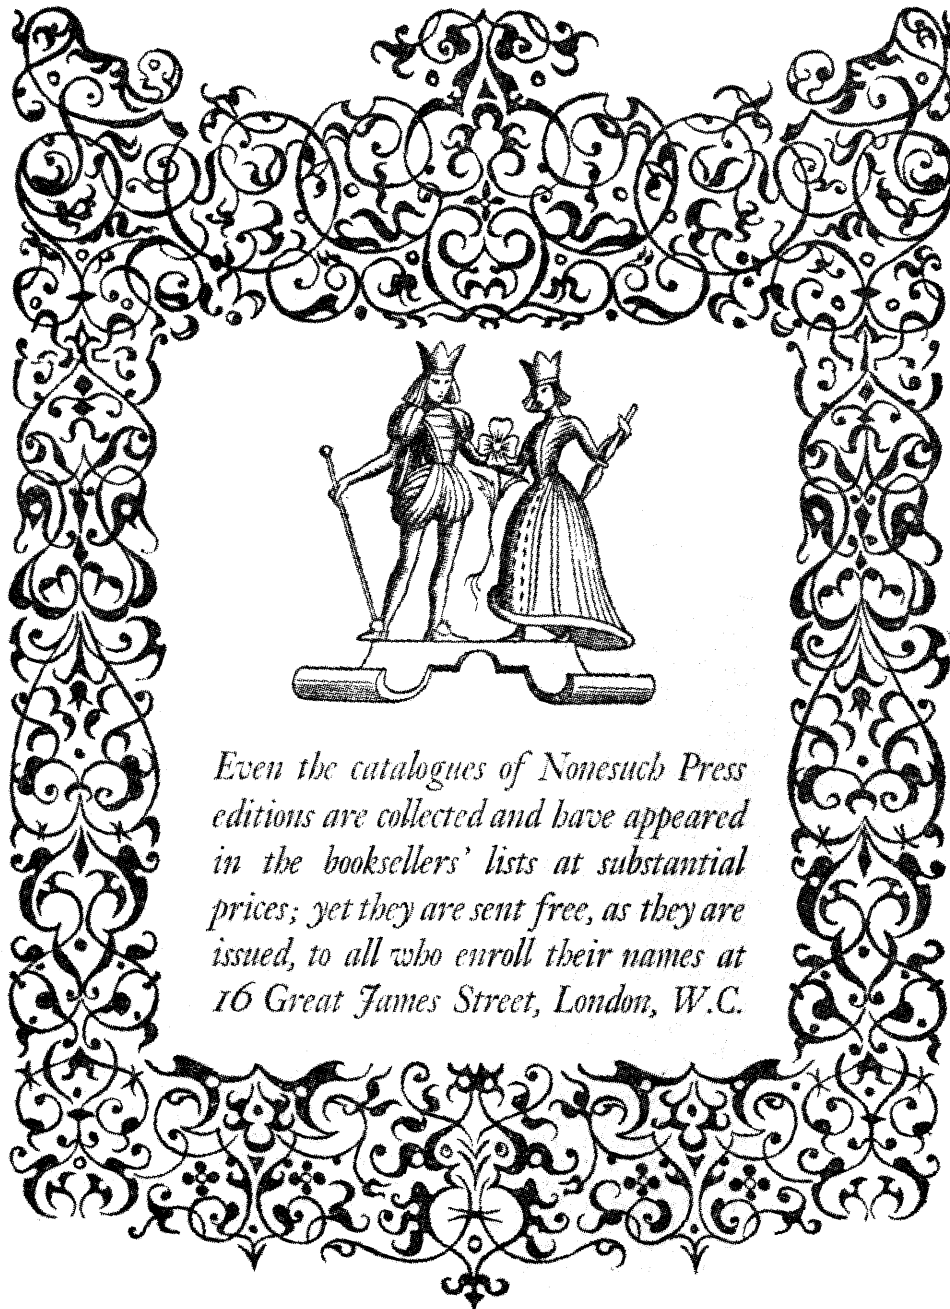 Even the catalogues of Nonesuch Press
editions are collected and have appeared
in the booksellers’ lists at substantial
prices; yet they are sent free, as they are
issued, to all who enroll their names at
16 Great James Street, London, W.C.